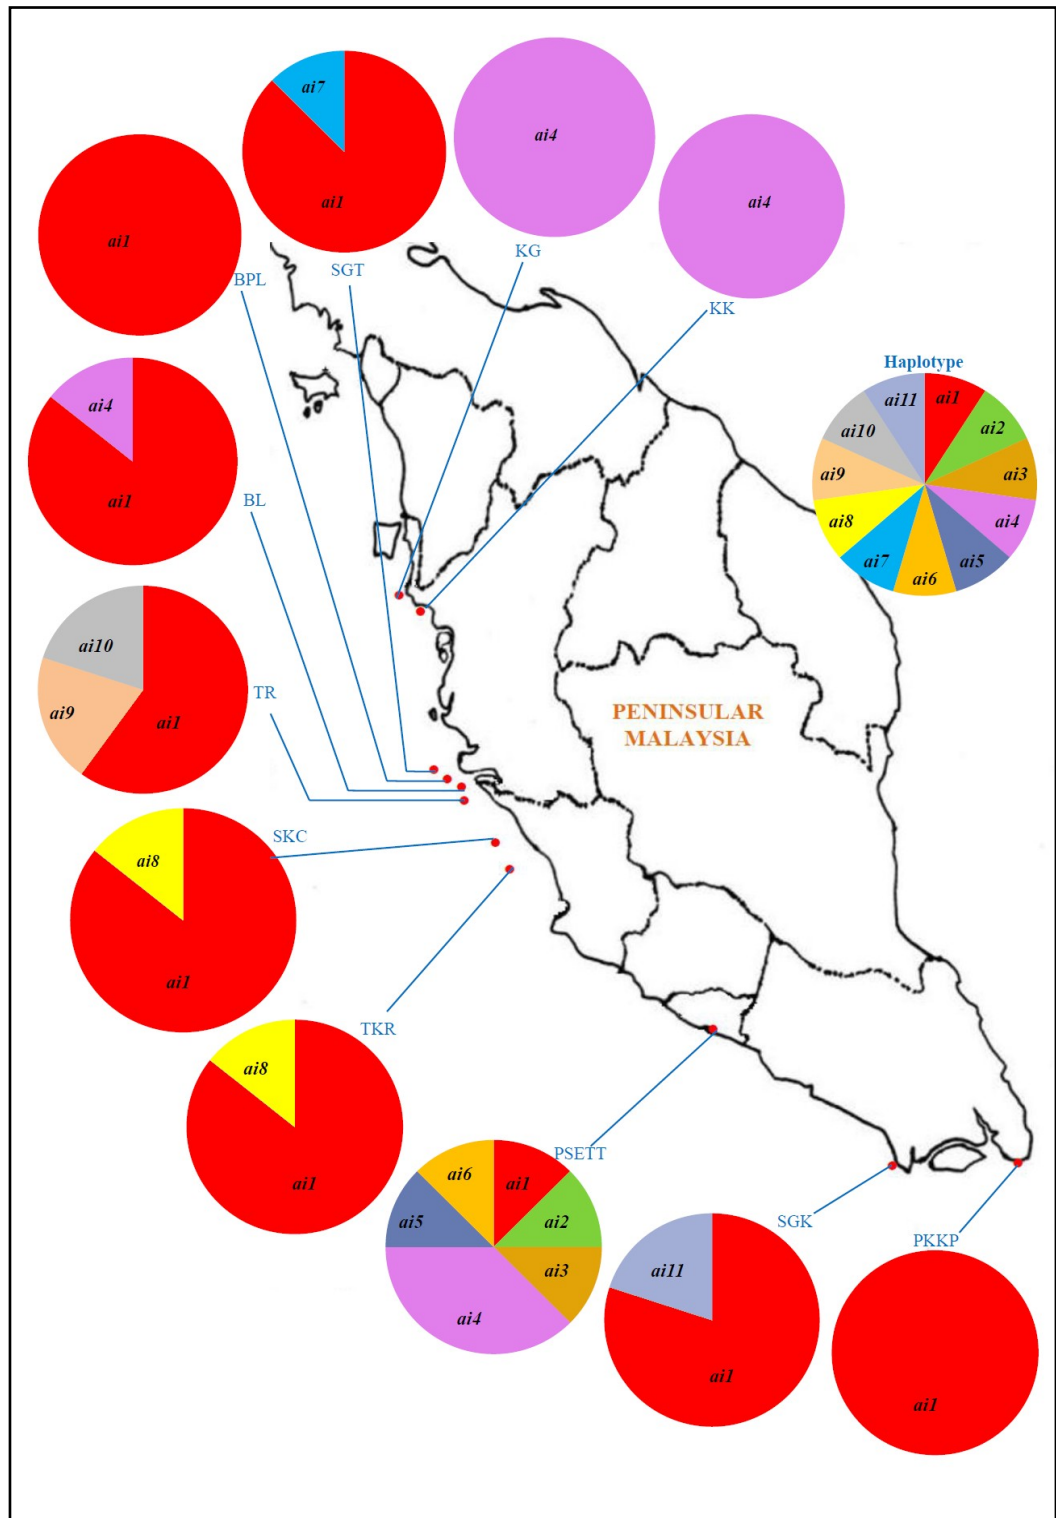 ai7
ai1
ai4
ai4
ai1
KG
SGT
BPL
KK
Haplotype
ai11
ai1
ai10
ai2
ai9
ai3
ai8
ai4
ai7
ai6
ai5
ai4
ai1
BL
ai10
ai9
ai1
TR
PENINSULAR
MALAYSIA
SKC
ai8
ai1
TKR
ai8
ai1
PSETT
ai6
ai1
ai5
ai2
ai3
ai4
SGK
ai11
ai1
PKKP
ai1